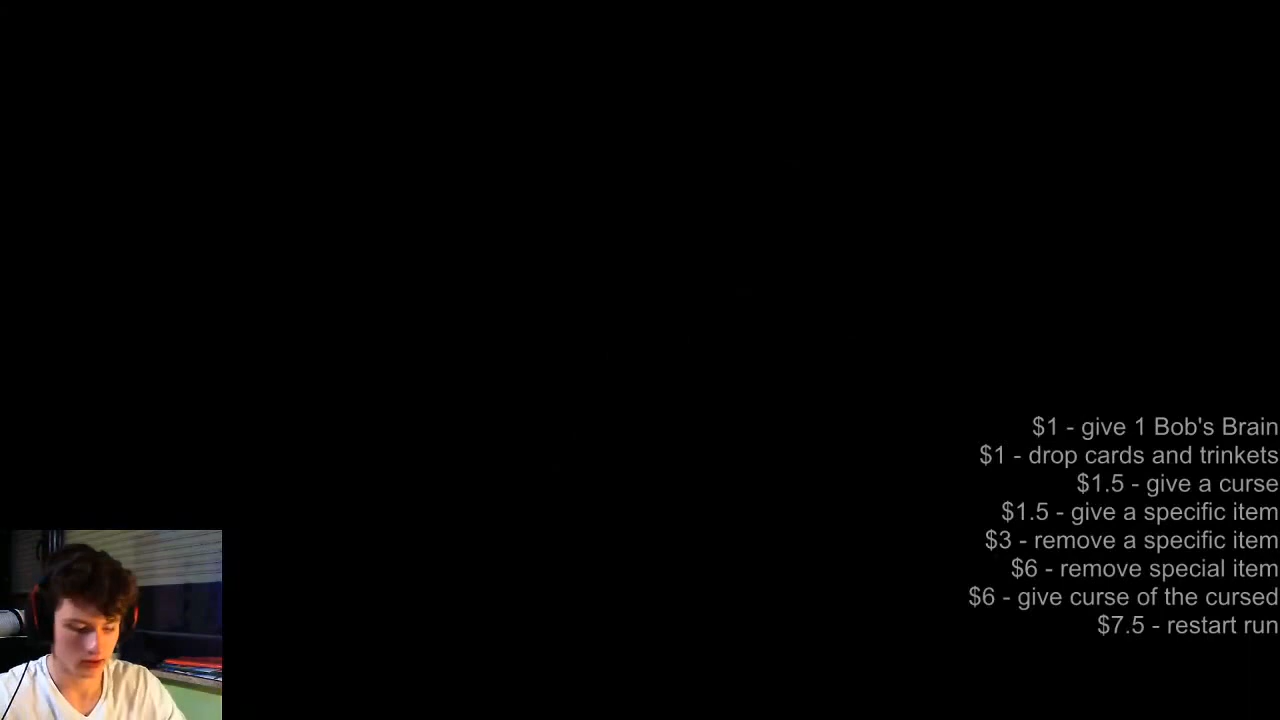 $1 - give 1 Bob's Brain
$1 - drop cards and trinkets
$1.5 - give a curse
$1.5 - give a specific item
$3 - remove a specific item
$6 - remove special item
$6 - give curse of the cursed
$7.5 - restart run